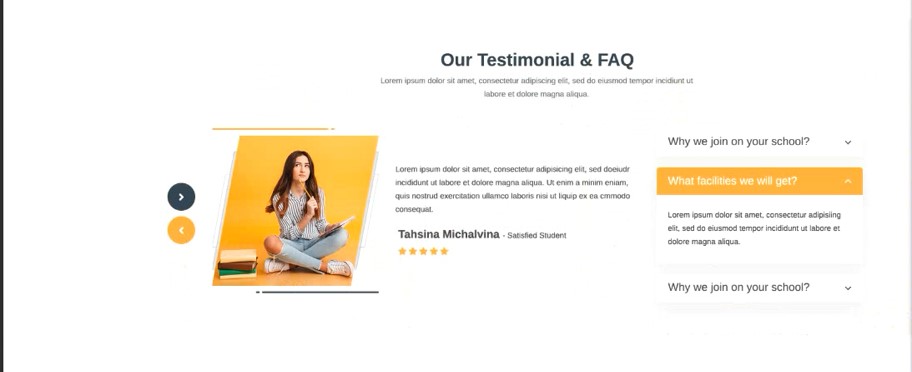 Our Testimonial & FAQ
Lorem ipsum dolor sit amet, consectetur adipiscing elit, sed do eiusmod tempor incididunt ut
labore et dolore magna aliqua.
Lorem ipsum dolor sit amet, consectetur adipisicing elit, sed doeiudr
incididunt ut labore et dolore magna aliqua. Ut enim a minim eniam,
quis nostrud exercitation ullamco laboris nisi ut liquip ex ea cmmodo
consequat.
Tahsina Michalvina - Satisfied Student
Why we join on your school?
What facilities we will get?
Lorem ipsum dolor sit amet, consectetur adipisiing
elit, sed do eiusmod tempor incididunt ut labore et
dolore magna aliqua.
Why we join on your school?